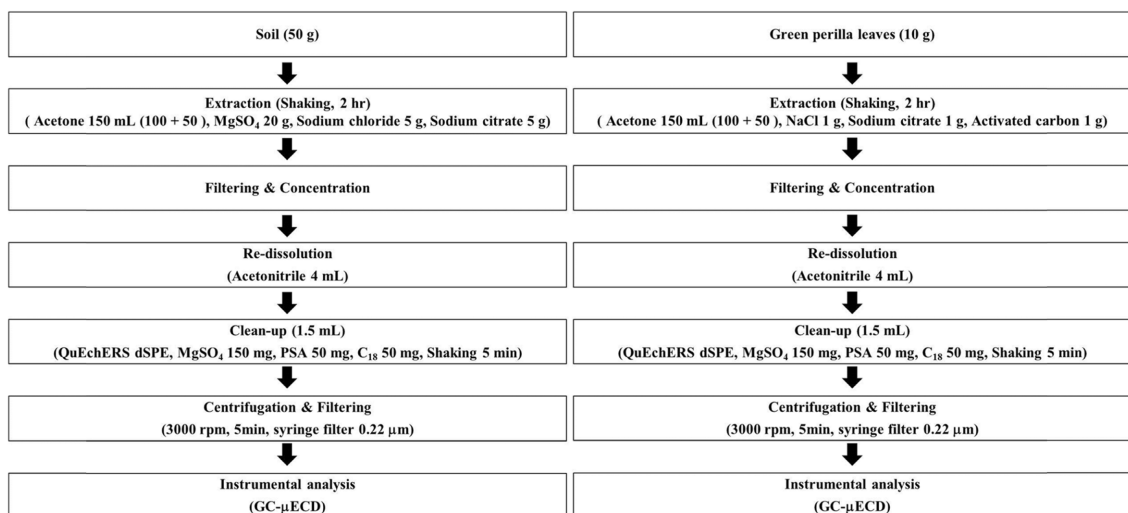 Soil (50 g)
Extraction (Shaking, 2 hr)
( Acetone 150 mL (100 + 50 ), MgSO₄ 20 g, Sodium chloride 5 g, Sodium citrate 5 g)
Filtering & Concentration
Re-dissolution
(Acetonitrile 4 mL)
Clean-up (1.5 mL)
(QuEchERS dSPE, MgSO₄ 150 mg, PSA 50 mg, C₁₈ 50 mg, Shaking 5 min)
Centrifugation & Filtering
(3000 rpm, 5min, syringe filter 0.22 μm)
Instrumental analysis
(GC-μECD)
Green perilla leaves (10 g)
Extraction (Shaking, 2 hr)
( Acetone 150 mL (100 + 50 ), NaCl 1 g, Sodium citrate 1 g, Activated carbon 1 g)
Filtering & Concentration
Re-dissolution
(Acetonitrile 4 mL)
Clean-up (1.5 mL)
(QuEchERS dSPE, MgSO₄ 150 mg, PSA 50 mg, C₁₈ 50 mg, Shaking 5 min)
Centrifugation & Filtering
(3000 rpm, 5min, syringe filter 0.22 μm)
Instrumental analysis
(GC-μECD)